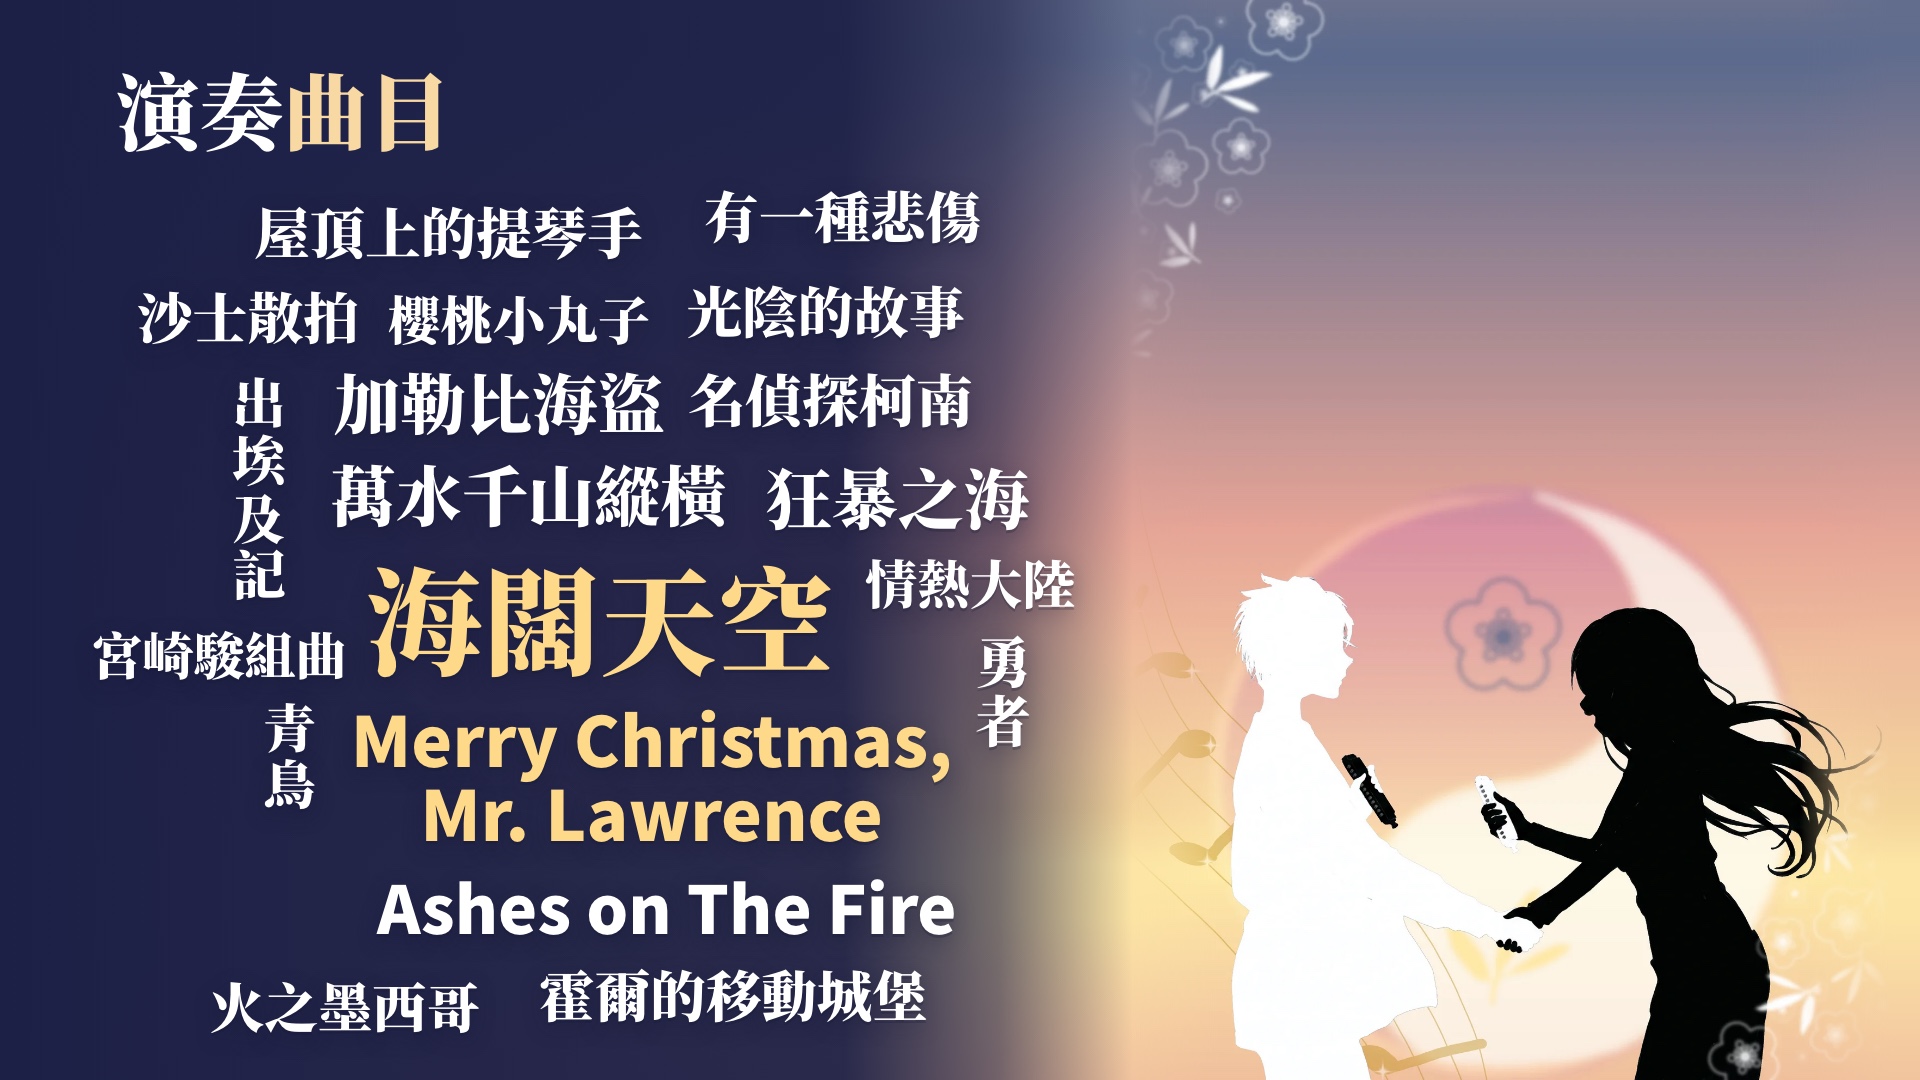 演奏曲目
屋頂上的提琴手
有一種悲傷
沙士散拍
櫻桃小丸子
光陰的故事
出埃及記
加勒比海盜
名偵探柯南
萬水千山縱橫
狂暴之海
海闊天空
情熱大陸
宮崎駿組曲
勇者
青鳥
Merry Christmas,
Mr. Lawrence
Ashes on The Fire
火之墨西哥
霍爾的移動城堡